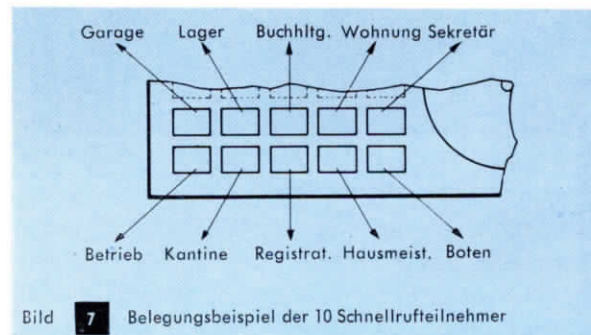 Garage Lager Buchhltg. Wohnung Sekretär
Betrieb Kantine Registrat. Hausmeist. Boten
Bild 7 Belegungsbeispiel der 10 Schnellrufteilnehmer